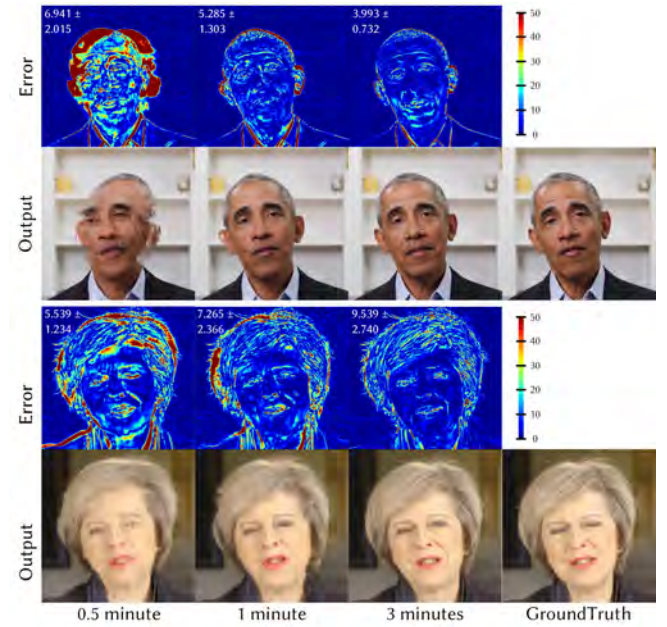 6.941 ± 5.285 ± 3.993 ±
2.015 1.303 0.732
50
40
30
20
10
0
Error
Output
5.539 ± 7.265 ± 9.539 ±
1.234 2.366 2.740
50
40
30
20
10
0
Error
Output
0.5 minute 1 minute 3 minutes GroundTruth